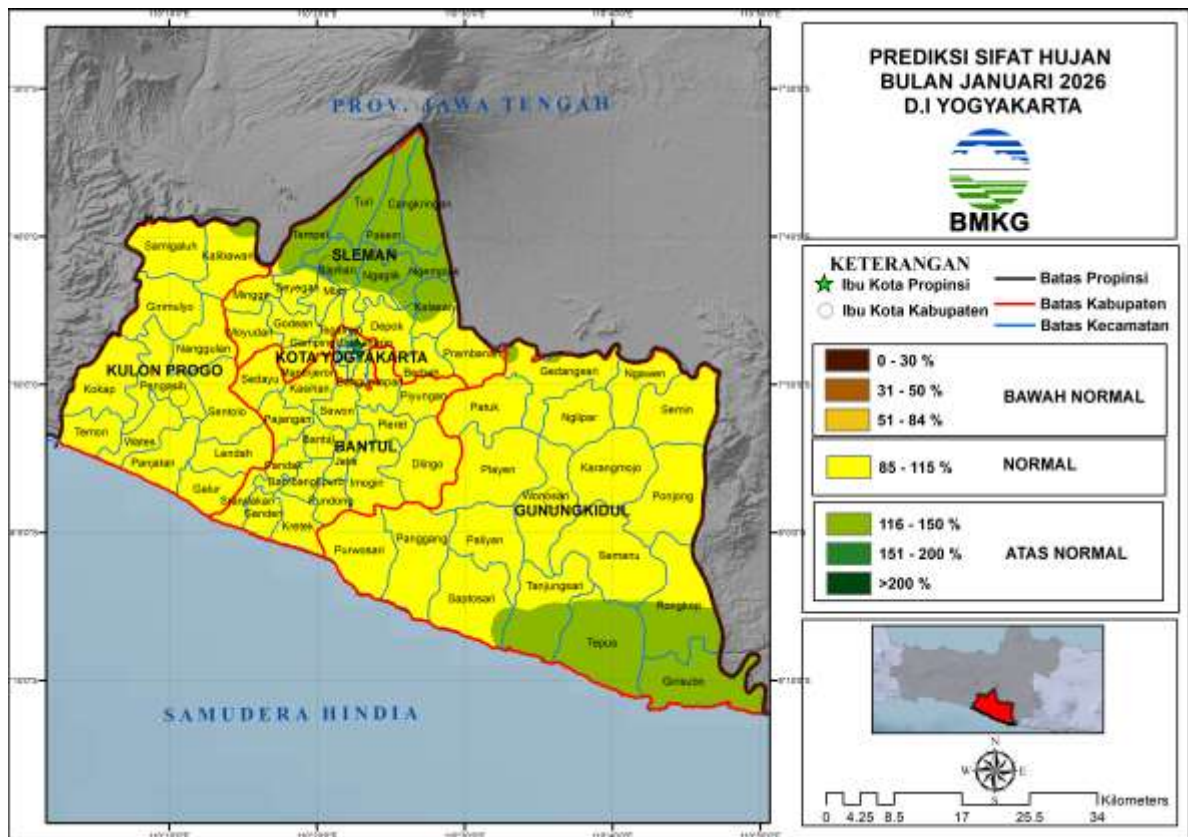 PREDIKSI SIFAT HUJAN
BULAN JANUARI 2026
D.I YOGYAKARTA
BMKG
KETERANGAN
Ibu Kota Propinsi
Ibu Kota Kabupaten
Batas Propinsi
Batas Kabupaten
Batas Kecamatan
0 - 30 %
31 - 50 %
51 - 84 %
BAWAH NORMAL
85 - 115 %
NORMAL
116 - 150 %
151 - 200 %
>200 %
ATAS NORMAL
N
W
E
S
Kilometers
0 4.25 8.5 17 25.5 34
PROV. JAWA TENGAH
Turi
Cangkringan
Tempel
Pakem
SLEMAN
Ngaglik
Ngemplak
Samigaluh
Kalibawang
Minggir
Seyegan
Kalasan
Girimulyo
Godean
Depok
Moyudan
Prambanan
Nanggulan
KOTA YOGYAKARTA
KULON PROGO
Berbah
Gedangsari
Ngawen
Kokap
Pengasih
Sedayu
Kasihan
Piyungan
Patuk
Nglipar
Semin
Sentolo
Pajangan
Sewon
Pleret
Temon
Wates
Bantul
BANTUL
Lendah
Panjatan
Pandak
Jetis
Dlingo
Playen
Karangmojo
Imogiri
Wonosari
Ponjong
Galur
Srandakan
Sanden
Pundong
GUNUNGKIDUL
Kretek
Purwosari
Panggang
Paliyan
Semanu
Tanjungsari
Saptosari
Rongkop
Tepus
Girisubo
SAMUDERA HINDIA